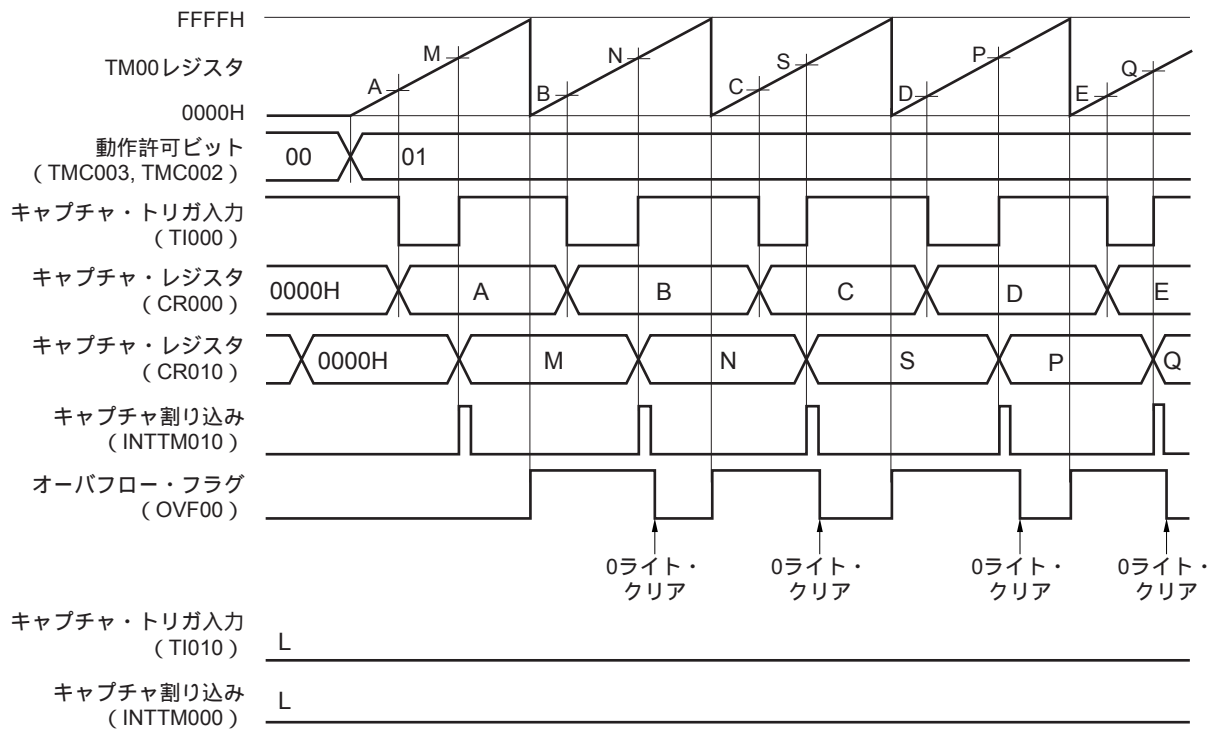 FFFFH
TM00レジスタ
0000H
A M B N C S D P E Q
動作許可ビット
（TMC003, TMC002）
00 01
キャプチャ・トリガ入力
（TI000）
キャプチャ・レジスタ
（CR000）
0000H A B C D E
キャプチャ・レジスタ
（CR010）
0000H M N S P Q
キャプチャ割り込み
（INTTM010）
オーバフロー・フラグ
（OVF00）
0ライト・ 0ライト・ 0ライト・ 0ライト・
クリア クリア クリア クリア
キャプチャ・トリガ入力
（TI010）
L
キャプチャ割り込み
（INTTM000）
L